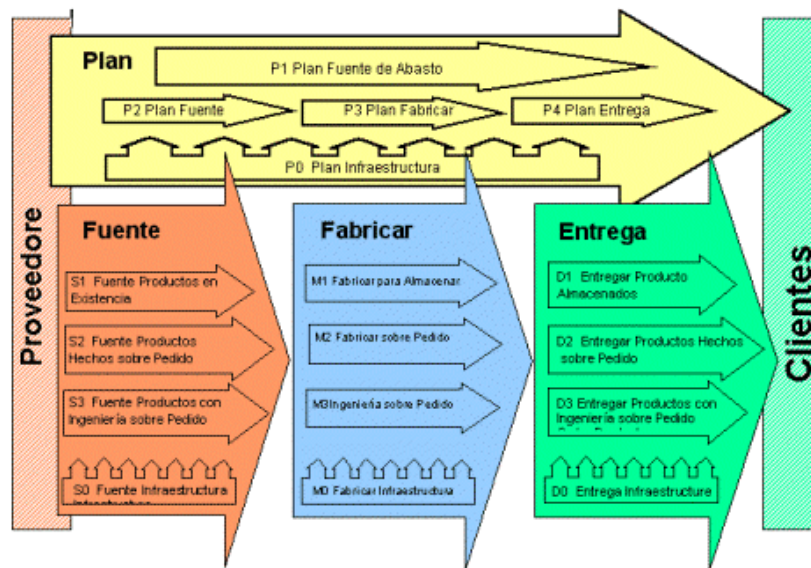 Proveedore
Plan
P1 Plan Fuente de Abasto
P2 Plan Fuente
P3 Plan Fabricar
P4 Plan Entrega
P0 Plan Infraestructura
Fuente
S1 Fuente Productos en
Existencia
S2 Fuente Productos
Hechos sobre Pedido
S3 Fuente Productos con
Ingeniería sobre Pedido
S0 Fuente Infraestructura
Fabricar
M1 Fabricar para Almacenar
M2 Fabricar sobre Pedido
M3Ingeniería sobre Pedido
M0 Fabricar Infraestructura
Entrega
D1 Entregar Producto
Almacenados
D2 Entregar Productos Hechos
sobre Pedido
D3 Entregar Productos con
Ingeniería sobre Pedido
D0 Entrega Infraestructure
Clientes